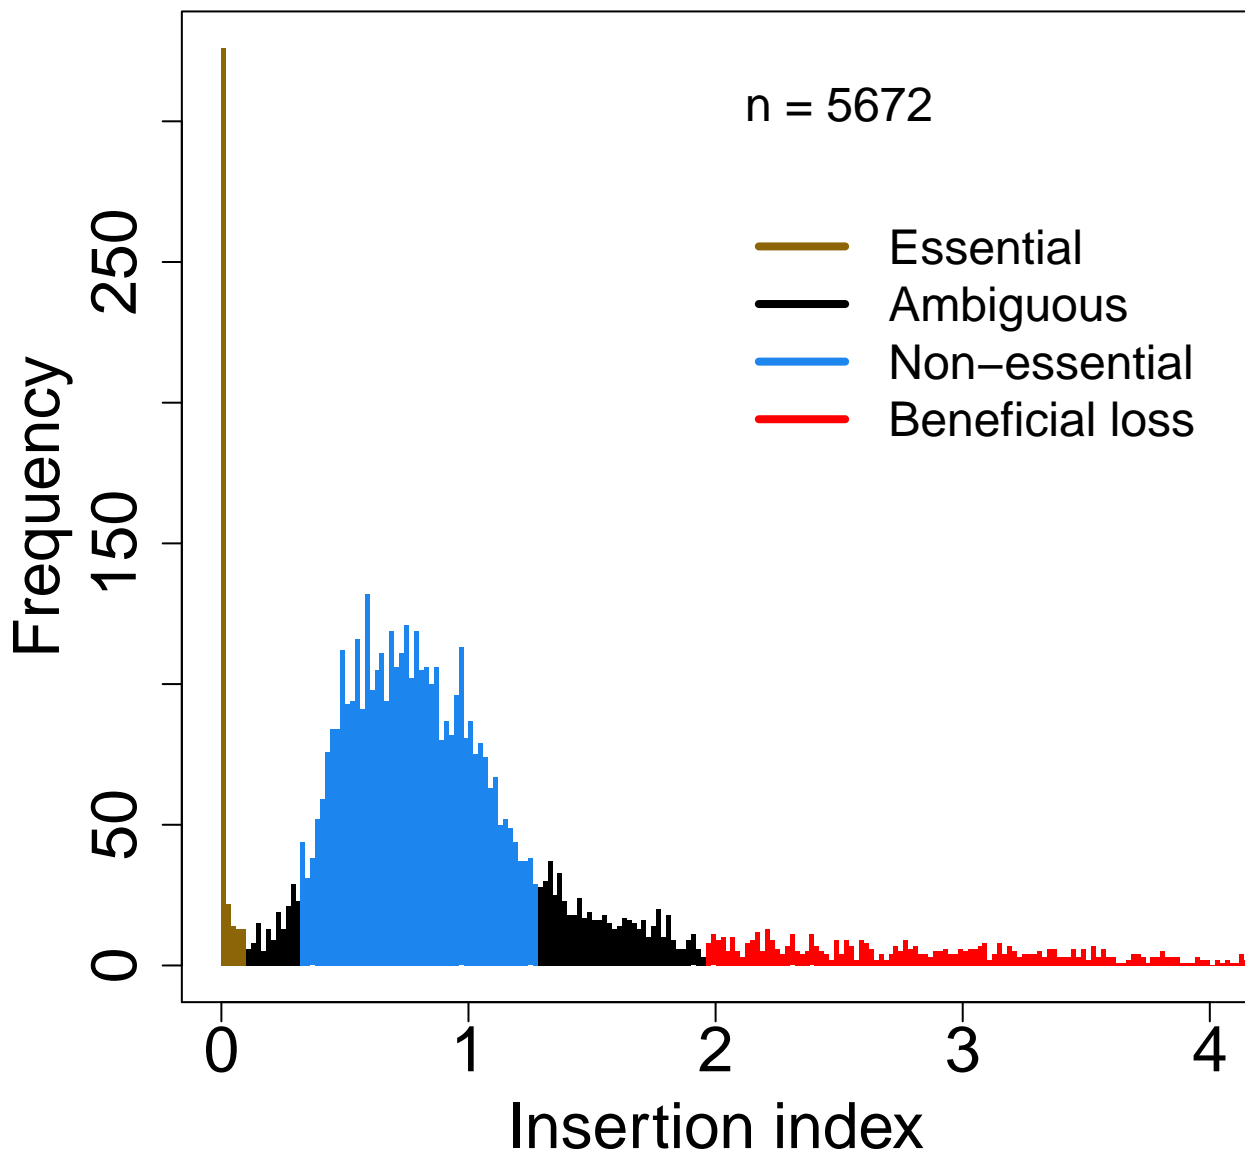 n = 5672
Essential
Ambiguous
Non−essential
Beneficial loss
Frequency
250
150
50
0
0 1 2 3 4
Insertion index